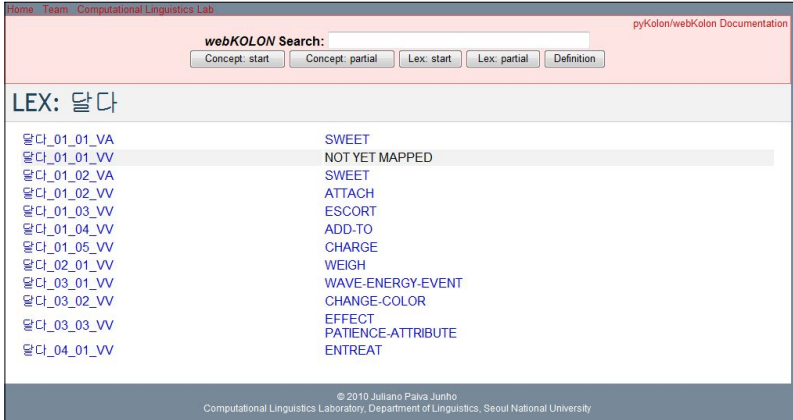 Home Team Computational Linguistics Lab
pyKolon/webKolon Documentation
webKOLON Search:
Concept: start Concept: partial Lex: start Lex: partial Definition
LEX: 달다
달다_01_01_VA SWEET
달다_01_01_VV NOT YET MAPPED
달다_01_02_VA SWEET
달다_01_02_VV ATTACH
달다_01_03_VV ESCORT
달다_01_04_VV ADD-TO
달다_01_05_VV CHARGE
달다_02_01_VV WEIGH
달다_03_01_VV WAVE-ENERGY-EVENT
달다_03_02_VV CHANGE-COLOR
달다_03_03_VV EFFECT
PATIENCE-ATTRIBUTE
달다_04_01_VV ENTREAT
© 2010 Juliano Paiva Junho
Computational Linguistics Laboratory, Department of Linguistics, Seoul National University